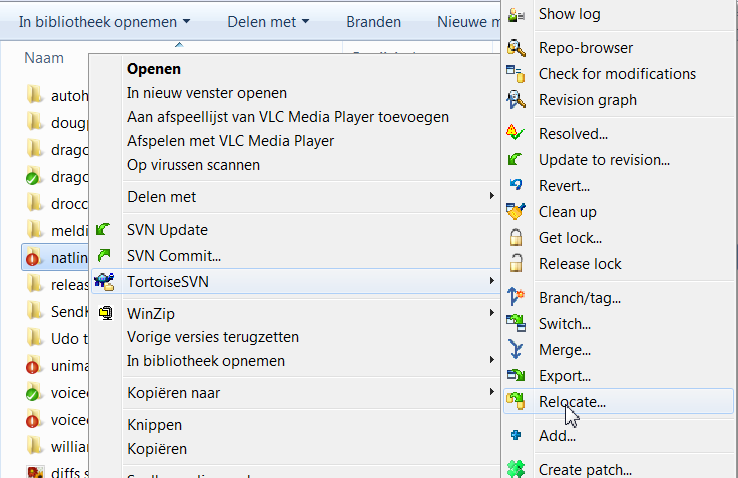 In bibliotheek opnemen
Delen met
Branden
Nieuwe
Naam
autoh
doug
drago
drago
drocc
meldi
natlin
releas
SendK
Udo t
unima
voice
voice
william
diffs
Openen
In nieuw venster openen
Aan afspeellijst van VLC Media Player toevoegen
Afspelen met VLC Media Player
Op virussen scannen
Delen met
SVN Update
SVN Commit...
TortoiseSVN
WinZip
Vorige versies terugzetten
In bibliotheek opnemen
Kopiëren naar
Knippen
Kopiëren
Show log
Repo-browser
Check for modifications
Revision graph
Resolved...
Update to revision...
Revert...
Clean up
Get lock...
Release lock
Branch/tag...
Switch...
Merge...
Export...
Relocate...
Add...
Create patch...